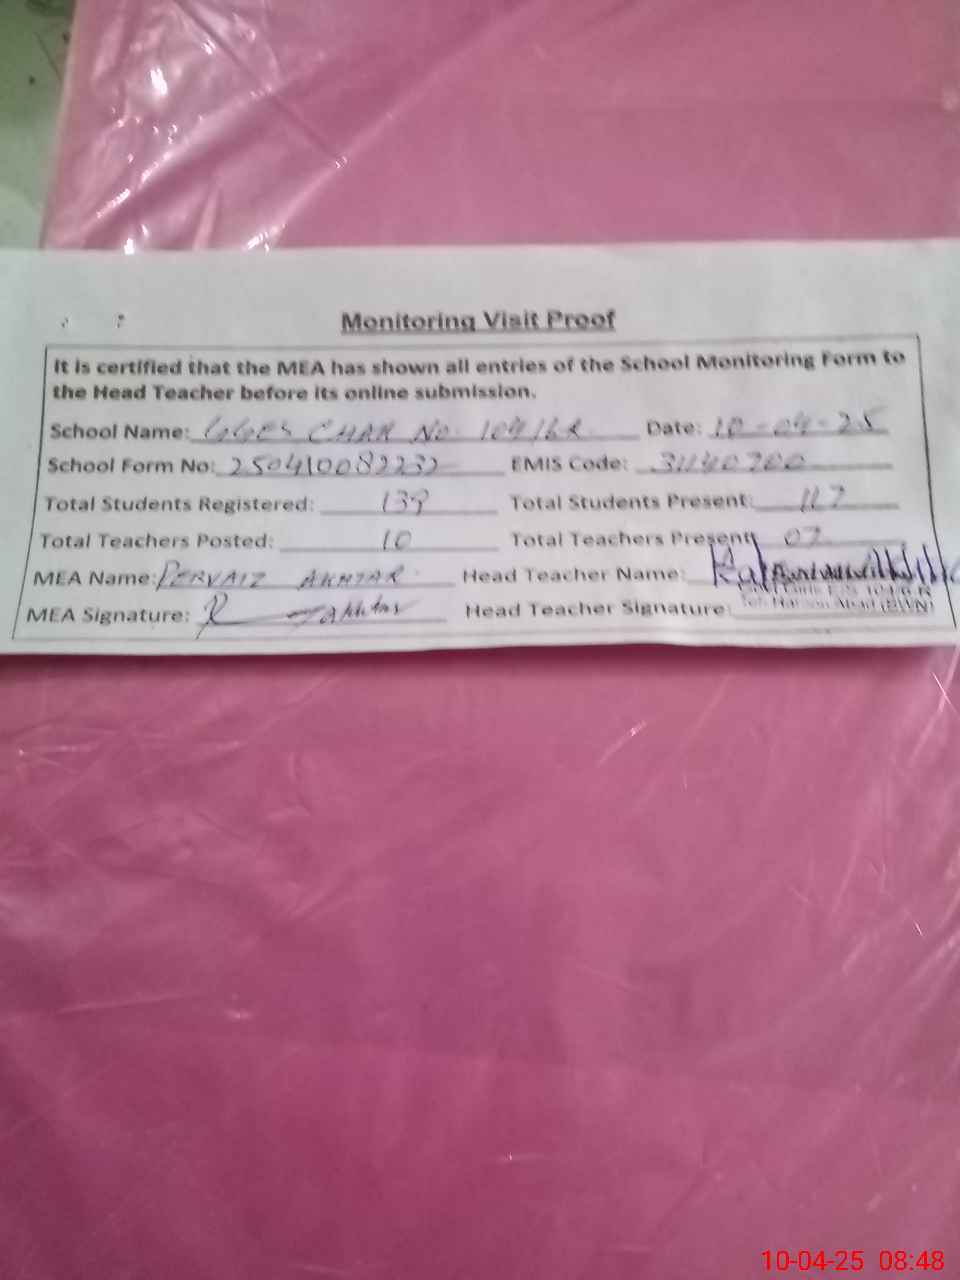 Monitoring Visit Proof
It is certified that the MEA has shown all entries of the School Monitoring Form to
the Head Teacher before its online submission.
School Name: GGES CHAK No. 104/6R Date: 10-04-25
School Form No: 250410082232 EMIS Code: 31140700
Total Students Registered: 139 Total Students Present: 117
Total Teachers Posted: 10 Total Teachers Present: 07
MEA Name: PERVAIZ AKHTAR Head Teacher Name:
MEA Signature: Akhtar Head Teacher Signature:
10-04-25 08:48